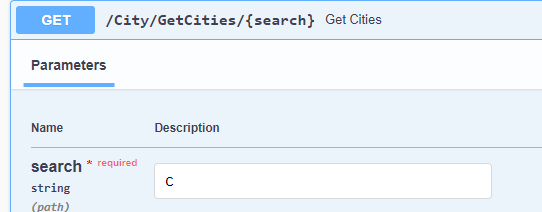 GET /City/GetCities/{search} Get Cities
Parameters
Name Description
search * required
C
string
(path)